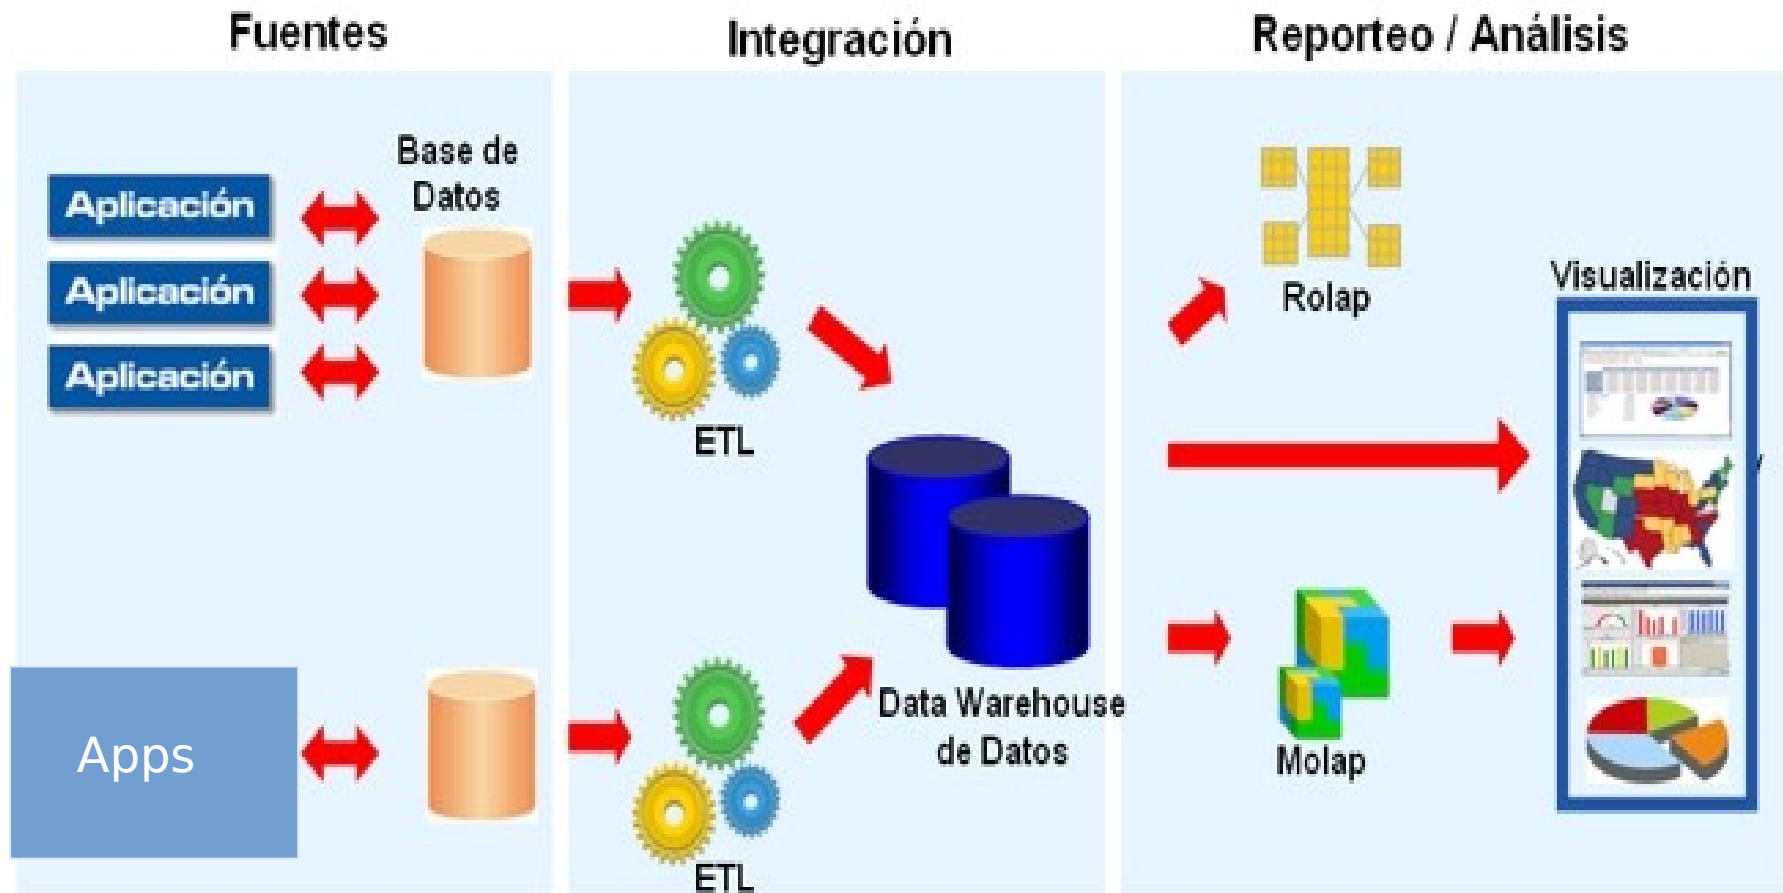 Fuentes
Integración
Reporteo / Análisis
Base de
Datos
Aplicación
Aplicación
Aplicación
ETL
Rolap
Visualización
Apps
ETL
Data Warehouse
de Datos
Molap